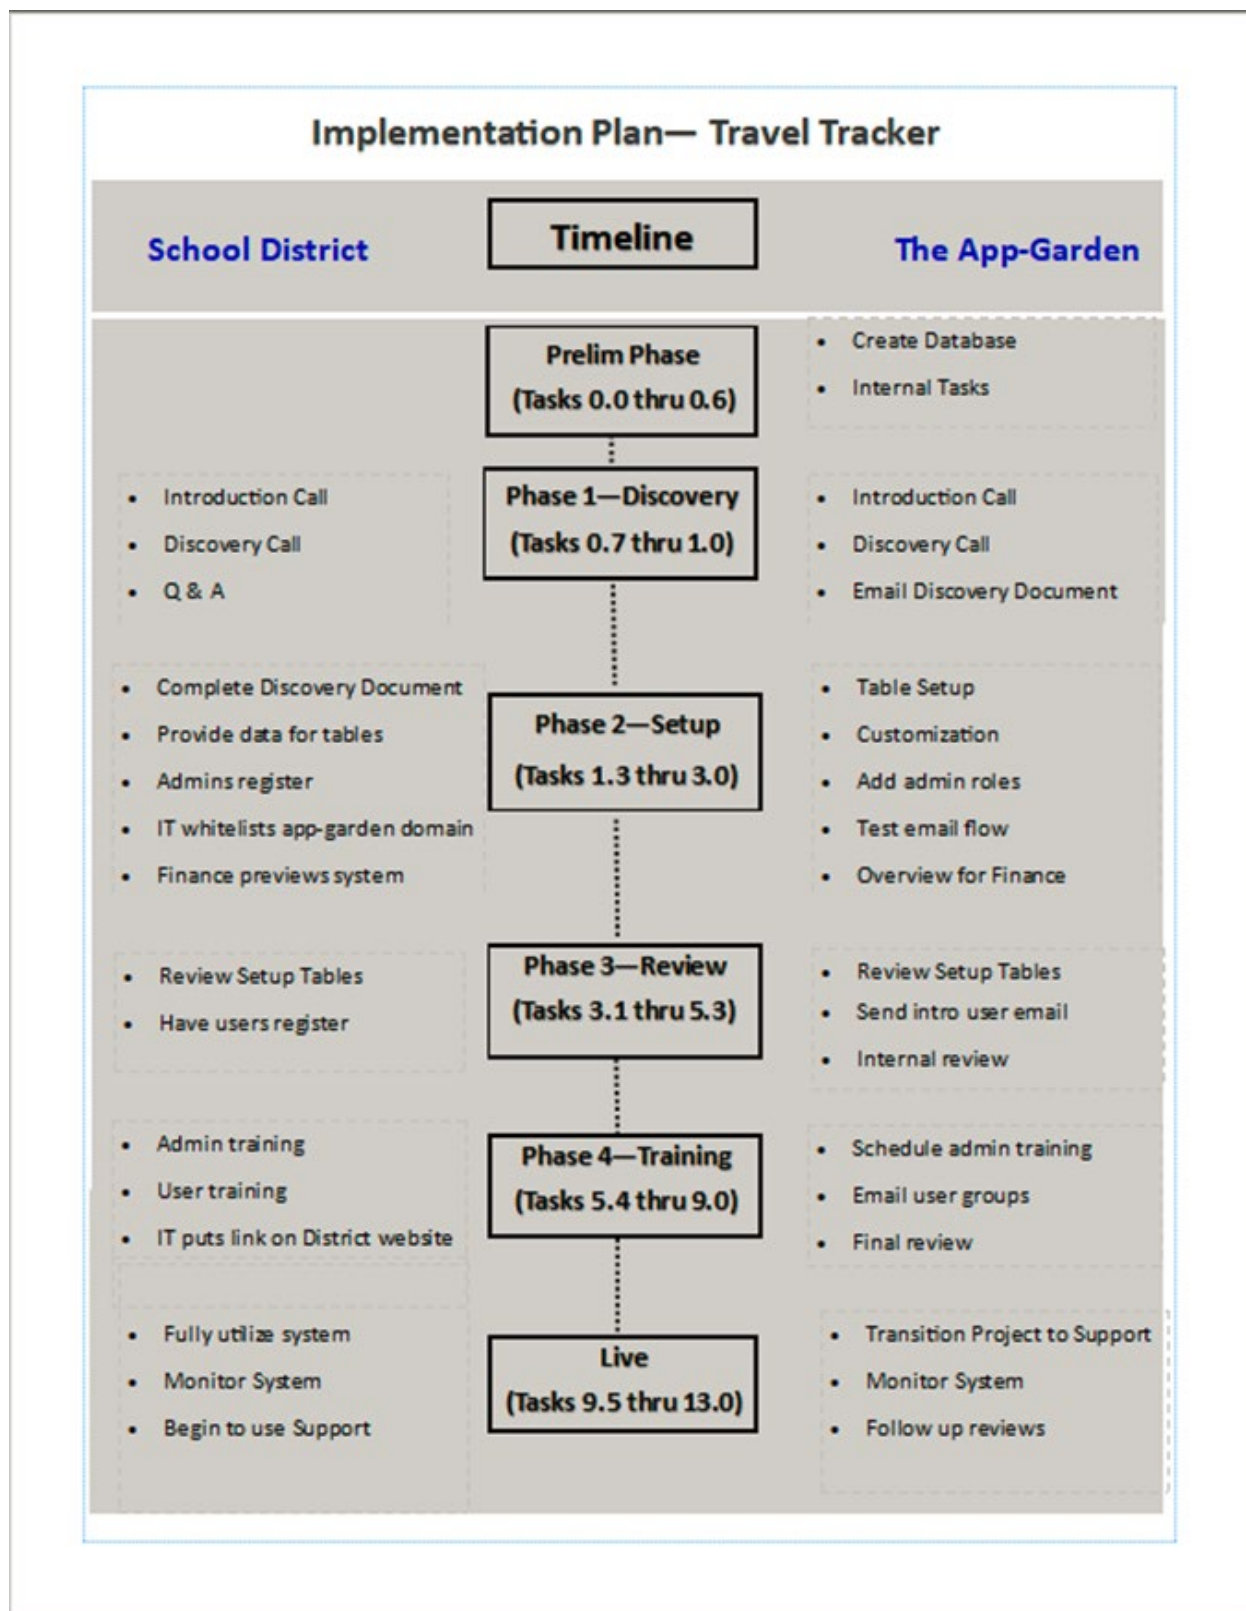 Implementation Plan— Travel Tracker
School District
Timeline
The App-Garden
Prelim Phase
(Tasks 0.0 thru 0.6)
• Create Database
• Internal Tasks
• Introduction Call
• Discovery Call
• Q & A
Phase 1—Discovery
(Tasks 0.7 thru 1.0)
• Introduction Call
• Discovery Call
• Email Discovery Document
• Complete Discovery Document
• Provide data for tables
• Admins register
• IT whitelists app-garden domain
• Finance previews system
Phase 2—Setup
(Tasks 1.3 thru 3.0)
• Table Setup
• Customization
• Add admin roles
• Test email flow
• Overview for Finance
• Review Setup Tables
• Have users register
Phase 3—Review
(Tasks 3.1 thru 5.3)
• Review Setup Tables
• Send intro user email
• Internal review
• Admin training
• User training
• IT puts link on District website
Phase 4—Training
(Tasks 5.4 thru 9.0)
• Schedule admin training
• Email user groups
• Final review
• Fully utilize system
• Monitor System
• Begin to use Support
Live
(Tasks 9.5 thru 13.0)
• Transition Project to Support
• Monitor System
• Follow up reviews